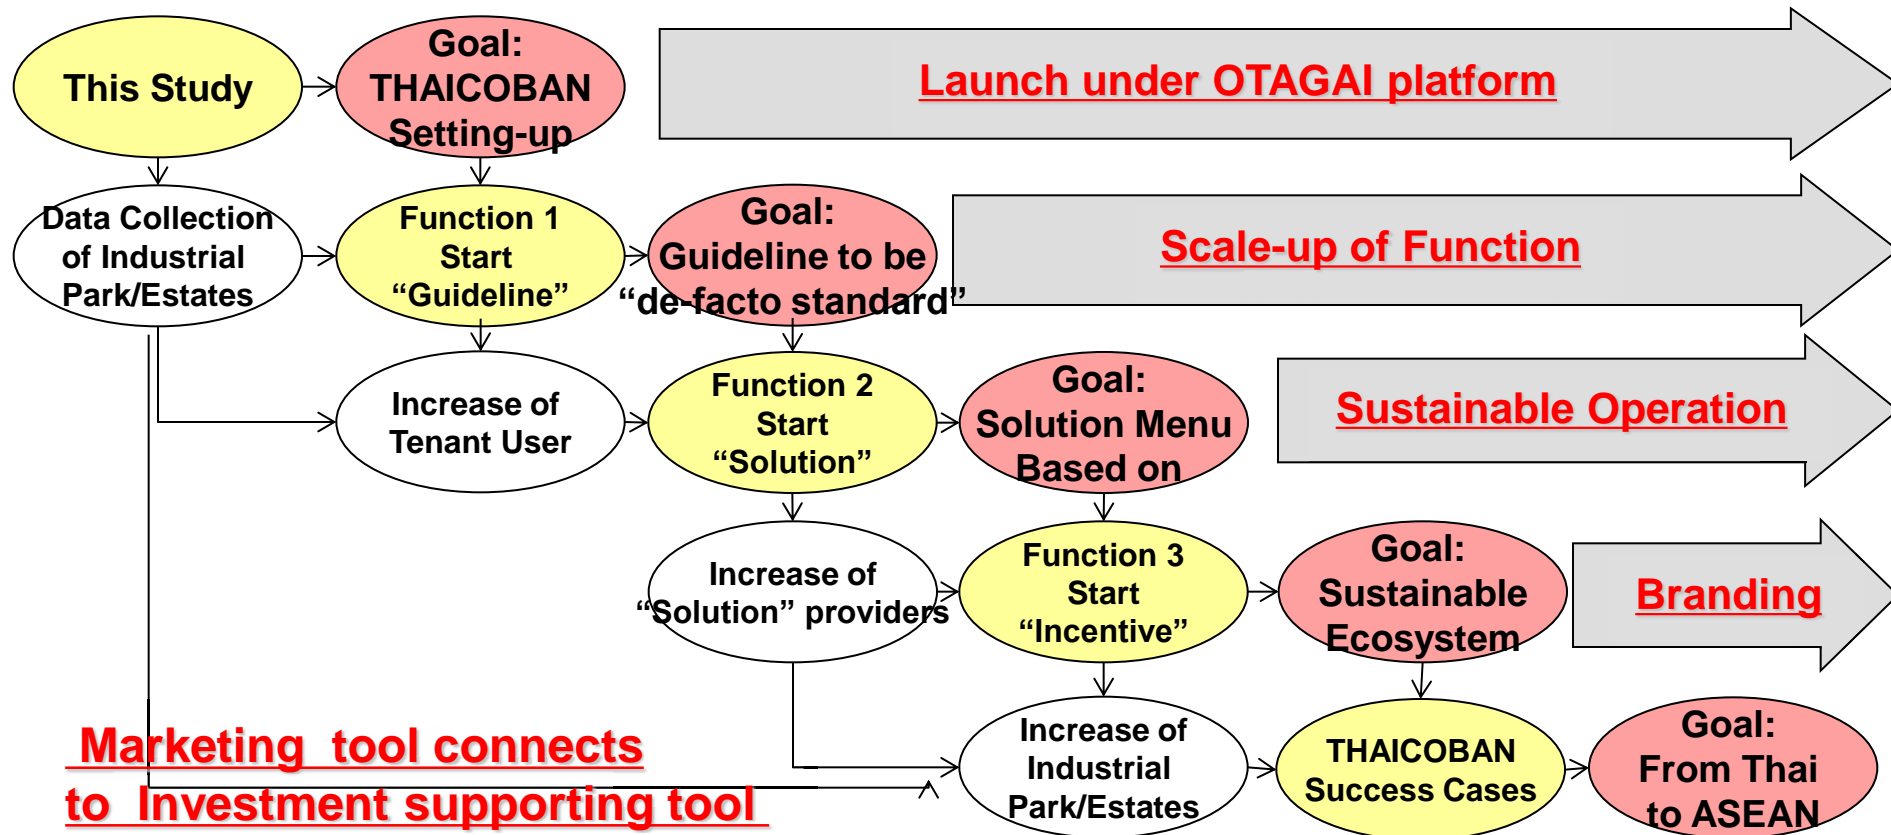 This Study
Goal:
THAICOBAN
Setting-up
Launch under OTAGAI platform
Data Collection
of Industrial
Park/Estates
Function 1
Start
“Guideline”
Goal:
Guideline to be
“de-facto standard”
Scale-up of Function
Increase of
Tenant User
Function 2
Start
“Solution”
Goal:
Solution Menu
Based on
Sustainable Operation
Increase of
“Solution” providers
Function 3
Start
“Incentive”
Goal:
Sustainable
Ecosystem
Branding
Marketing tool connects
to Investment supporting tool
Increase of
Industrial
Park/Estates
THAICOBAN
Success Cases
Goal:
From Thai
to ASEAN